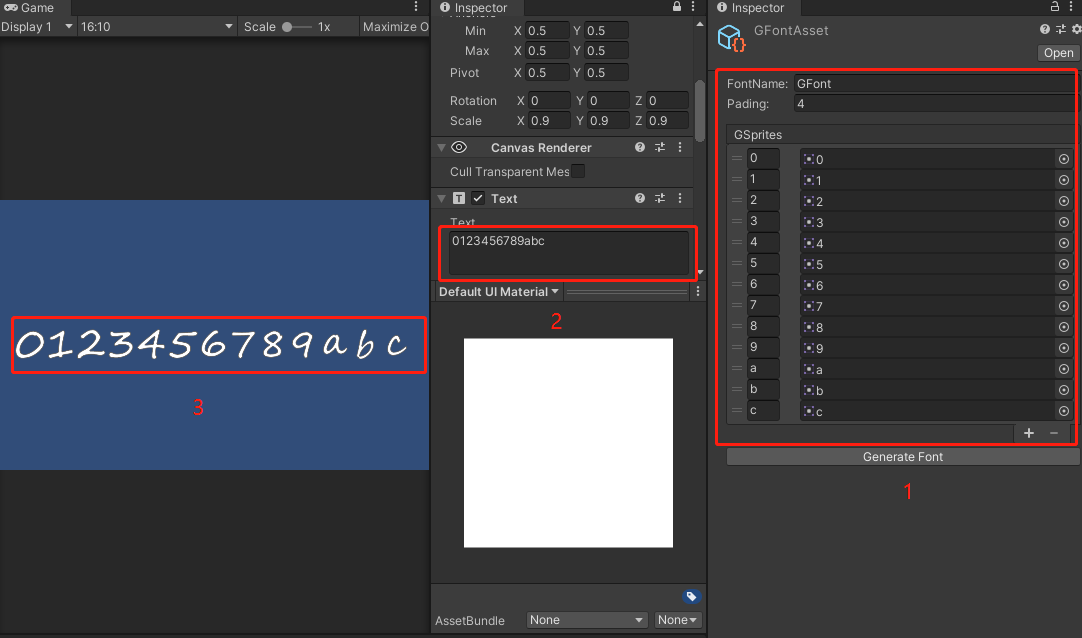 Game
Display 1 16:10 Scale 1x Maximize O
0123456789abc
3
Inspector
Anchors
Min X 0.5 Y 0.5
Max X 0.5 Y 0.5
Pivot X 0.5 Y 0.5
Rotation X 0 Y 0 Z 0
Scale X 0.9 Y 0.9 Z 0.9
Canvas Renderer
Cull Transparent Mes
T Text
Text
0123456789abc
Default UI Material
2
AssetBundle None None
Inspector
GFontAsset
Open
FontName: GFont
Pading: 4
GSprites
0 0
1 1
2 2
3 3
4 4
5 5
6 6
7 7
8 8
9 9
a a
b b
c c
+ −
Generate Font
1